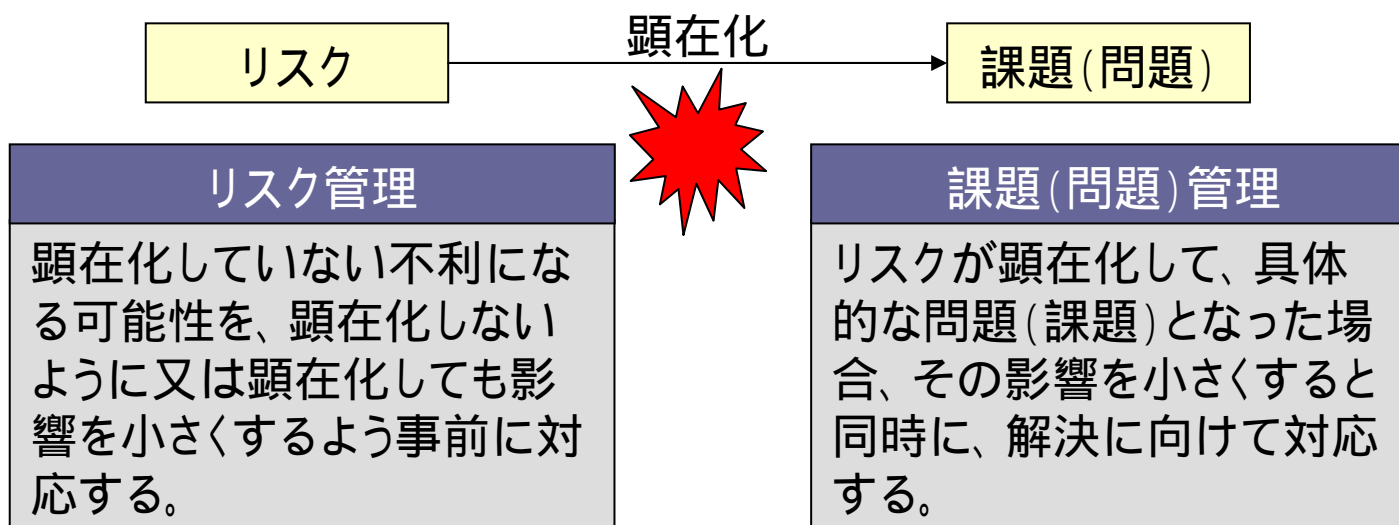 顕在化
リスク
課題(問題)
リスク管理
顕在化していない不利にな
る可能性を、顕在化しない
ように又は顕在化しても影
響を小さくするよう事前に対
応する。
課題(問題)管理
リスクが顕在化して、具体
的な問題(課題)となった場
合、その影響を小さくすると
同時に、解決に向けて対応
する。